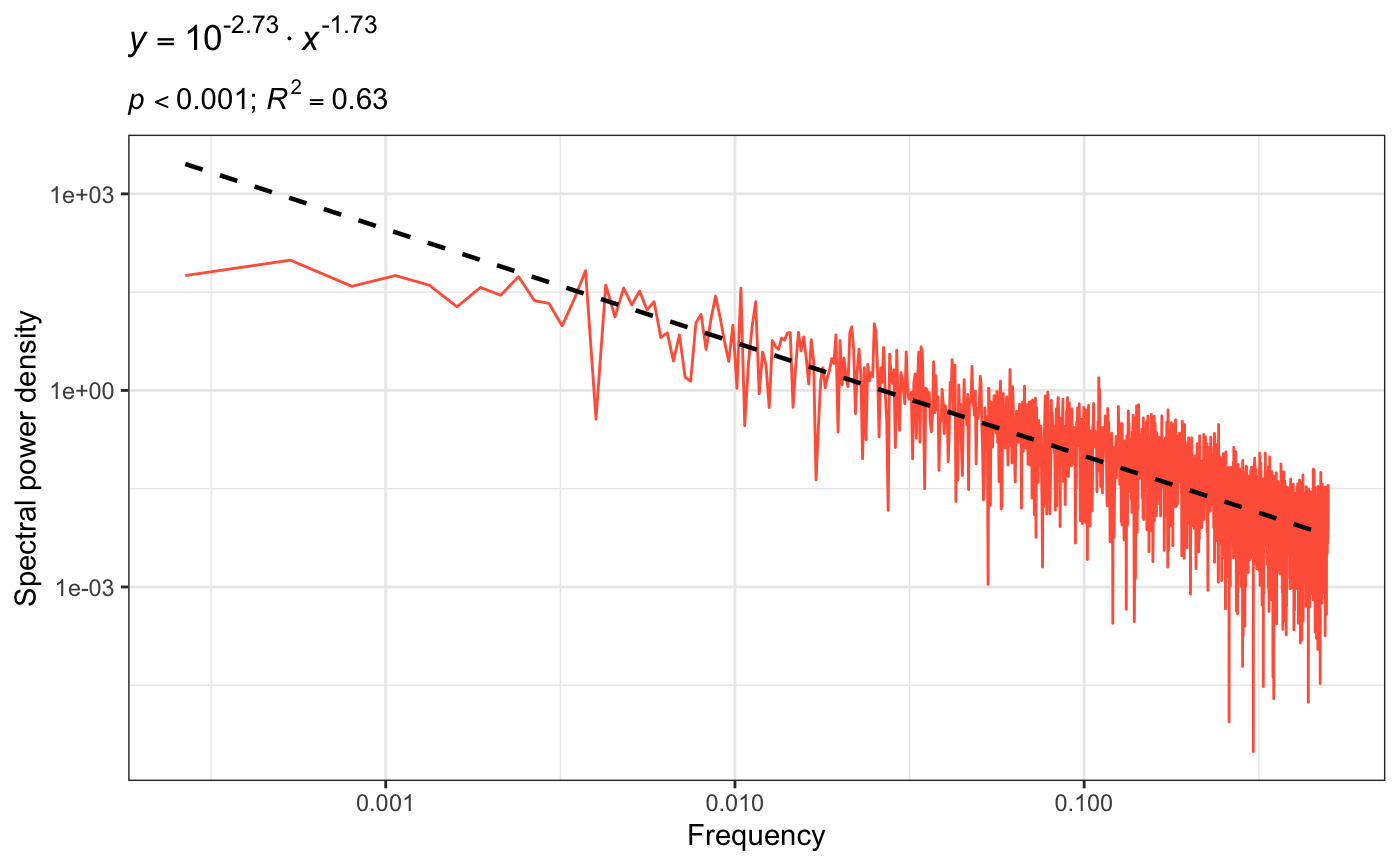 y = 10^-2.73 · x^-1.73
p < 0.001; R^2 = 0.63
1e+03
1e+00
1e-03
Spectral power density
0.001 0.010 0.100
Frequency